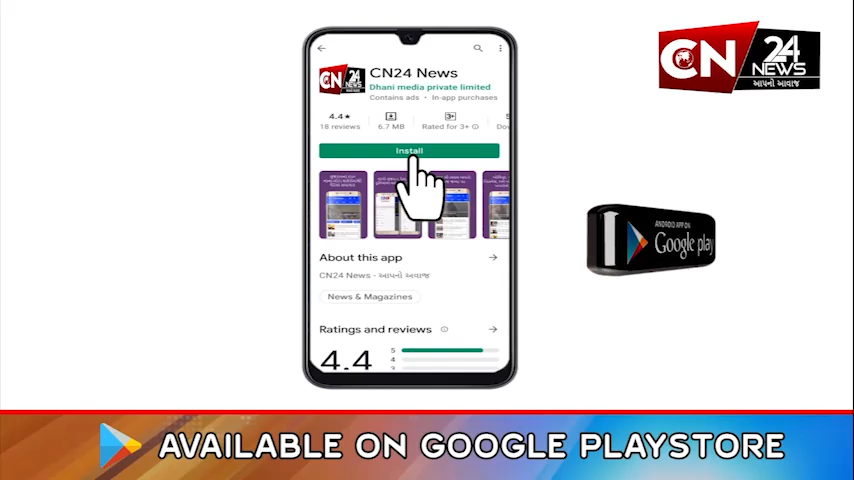 CN 24
NEWS
આપનો અવાજ
CN24 News
Dhani media private limited
Contains ads • In-app purchases
4.4★
18 reviews
6.7 MB
3+
Rated for 3+
Install
About this app
CN24 News - આપનો અવાજ
News & Magazines
Ratings and reviews
4.4
5
4
3
ANDROID APP ON
Google play
AVAILABLE ON GOOGLE PLAYSTORE